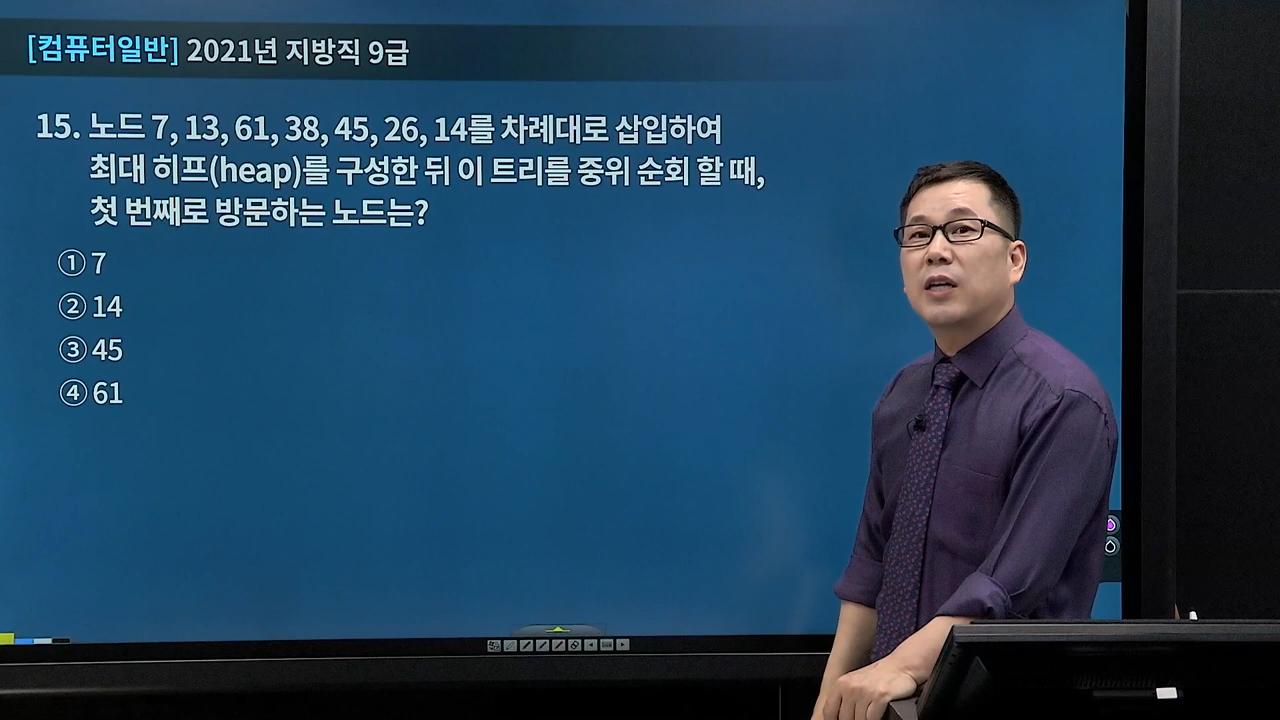 [컴퓨터일반] 2021년 지방직 9급
15. 노드 7, 13, 61, 38, 45, 26, 14를 차례대로 삽입하여
최대 히프(heap)를 구성한 뒤 이 트리를 중위 순회 할 때,
첫 번째로 방문하는 노드는?
① 7
② 14
③ 45
④ 61